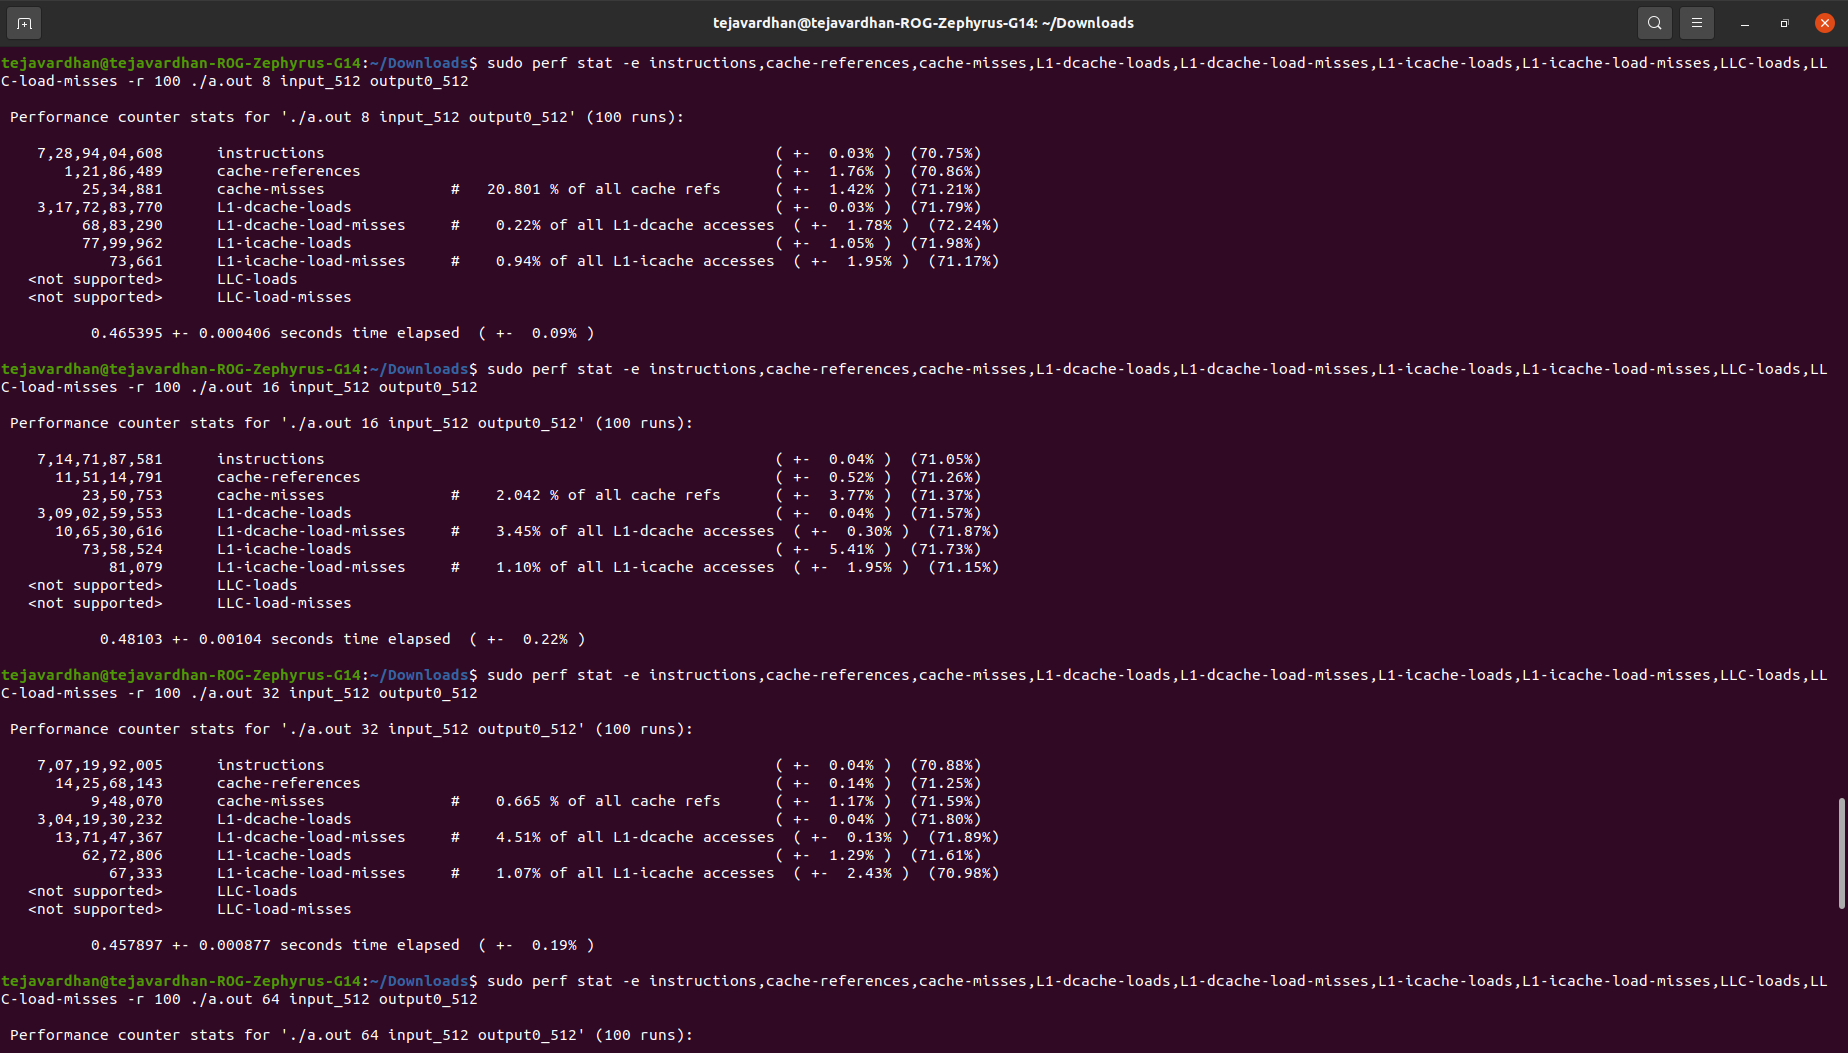 tejavardhan@tejavardhan-ROG-Zephyrus-G14: ~/Downloads
tejavardhan@tejavardhan-ROG-Zephyrus-G14:~/Downloads$ sudo perf stat -e instructions,cache-references,cache-misses,L1-dcache-loads,L1-dcache-load-misses,L1-icache-loads,L1-icache-load-misses,LLC-loads,LL
C-load-misses -r 100 ./a.out 8 input_512 output0_512
Performance counter stats for './a.out 8 input_512 output0_512' (100 runs):
7,28,94,04,608 instructions ( +- 0.03% ) (70.75%)
1,21,86,489 cache-references ( +- 1.76% ) (70.86%)
25,34,881 cache-misses # 20.801 % of all cache refs ( +- 1.42% ) (71.21%)
3,17,72,83,770 L1-dcache-loads ( +- 0.03% ) (71.79%)
68,83,290 L1-dcache-load-misses # 0.22% of all L1-dcache accesses ( +- 1.78% ) (72.24%)
77,99,962 L1-icache-loads ( +- 1.05% ) (71.98%)
73,661 L1-icache-load-misses # 0.94% of all L1-icache accesses ( +- 1.95% ) (71.17%)
<not supported> LLC-loads
<not supported> LLC-load-misses
0.465395 +- 0.000406 seconds time elapsed ( +- 0.09% )
tejavardhan@tejavardhan-ROG-Zephyrus-G14:~/Downloads$ sudo perf stat -e instructions,cache-references,cache-misses,L1-dcache-loads,L1-dcache-load-misses,L1-icache-loads,L1-icache-load-misses,LLC-loads,LL
C-load-misses -r 100 ./a.out 16 input_512 output0_512
Performance counter stats for './a.out 16 input_512 output0_512' (100 runs):
7,14,71,87,581 instructions ( +- 0.04% ) (71.05%)
11,51,14,791 cache-references ( +- 0.52% ) (71.26%)
23,50,753 cache-misses # 2.042 % of all cache refs ( +- 3.77% ) (71.37%)
3,09,02,59,553 L1-dcache-loads ( +- 0.04% ) (71.57%)
10,65,30,616 L1-dcache-load-misses # 3.45% of all L1-dcache accesses ( +- 0.30% ) (71.87%)
73,58,524 L1-icache-loads ( +- 5.41% ) (71.73%)
81,079 L1-icache-load-misses # 1.10% of all L1-icache accesses ( +- 1.95% ) (71.15%)
<not supported> LLC-loads
<not supported> LLC-load-misses
0.48103 +- 0.00104 seconds time elapsed ( +- 0.22% )
tejavardhan@tejavardhan-ROG-Zephyrus-G14:~/Downloads$ sudo perf stat -e instructions,cache-references,cache-misses,L1-dcache-loads,L1-dcache-load-misses,L1-icache-loads,L1-icache-load-misses,LLC-loads,LL
C-load-misses -r 100 ./a.out 32 input_512 output0_512
Performance counter stats for './a.out 32 input_512 output0_512' (100 runs):
7,07,19,92,005 instructions ( +- 0.04% ) (70.88%)
14,25,68,143 cache-references ( +- 0.14% ) (71.25%)
9,48,070 cache-misses # 0.665 % of all cache refs ( +- 1.17% ) (71.59%)
3,04,19,30,232 L1-dcache-loads ( +- 0.04% ) (71.80%)
13,71,47,367 L1-dcache-load-misses # 4.51% of all L1-dcache accesses ( +- 0.13% ) (71.89%)
62,72,806 L1-icache-loads ( +- 1.29% ) (71.61%)
67,333 L1-icache-load-misses # 1.07% of all L1-icache accesses ( +- 2.43% ) (70.98%)
<not supported> LLC-loads
<not supported> LLC-load-misses
0.457897 +- 0.000877 seconds time elapsed ( +- 0.19% )
tejavardhan@tejavardhan-ROG-Zephyrus-G14:~/Downloads$ sudo perf stat -e instructions,cache-references,cache-misses,L1-dcache-loads,L1-dcache-load-misses,L1-icache-loads,L1-icache-load-misses,LLC-loads,LL
C-load-misses -r 100 ./a.out 64 input_512 output0_512
Performance counter stats for './a.out 64 input_512 output0_512' (100 runs):